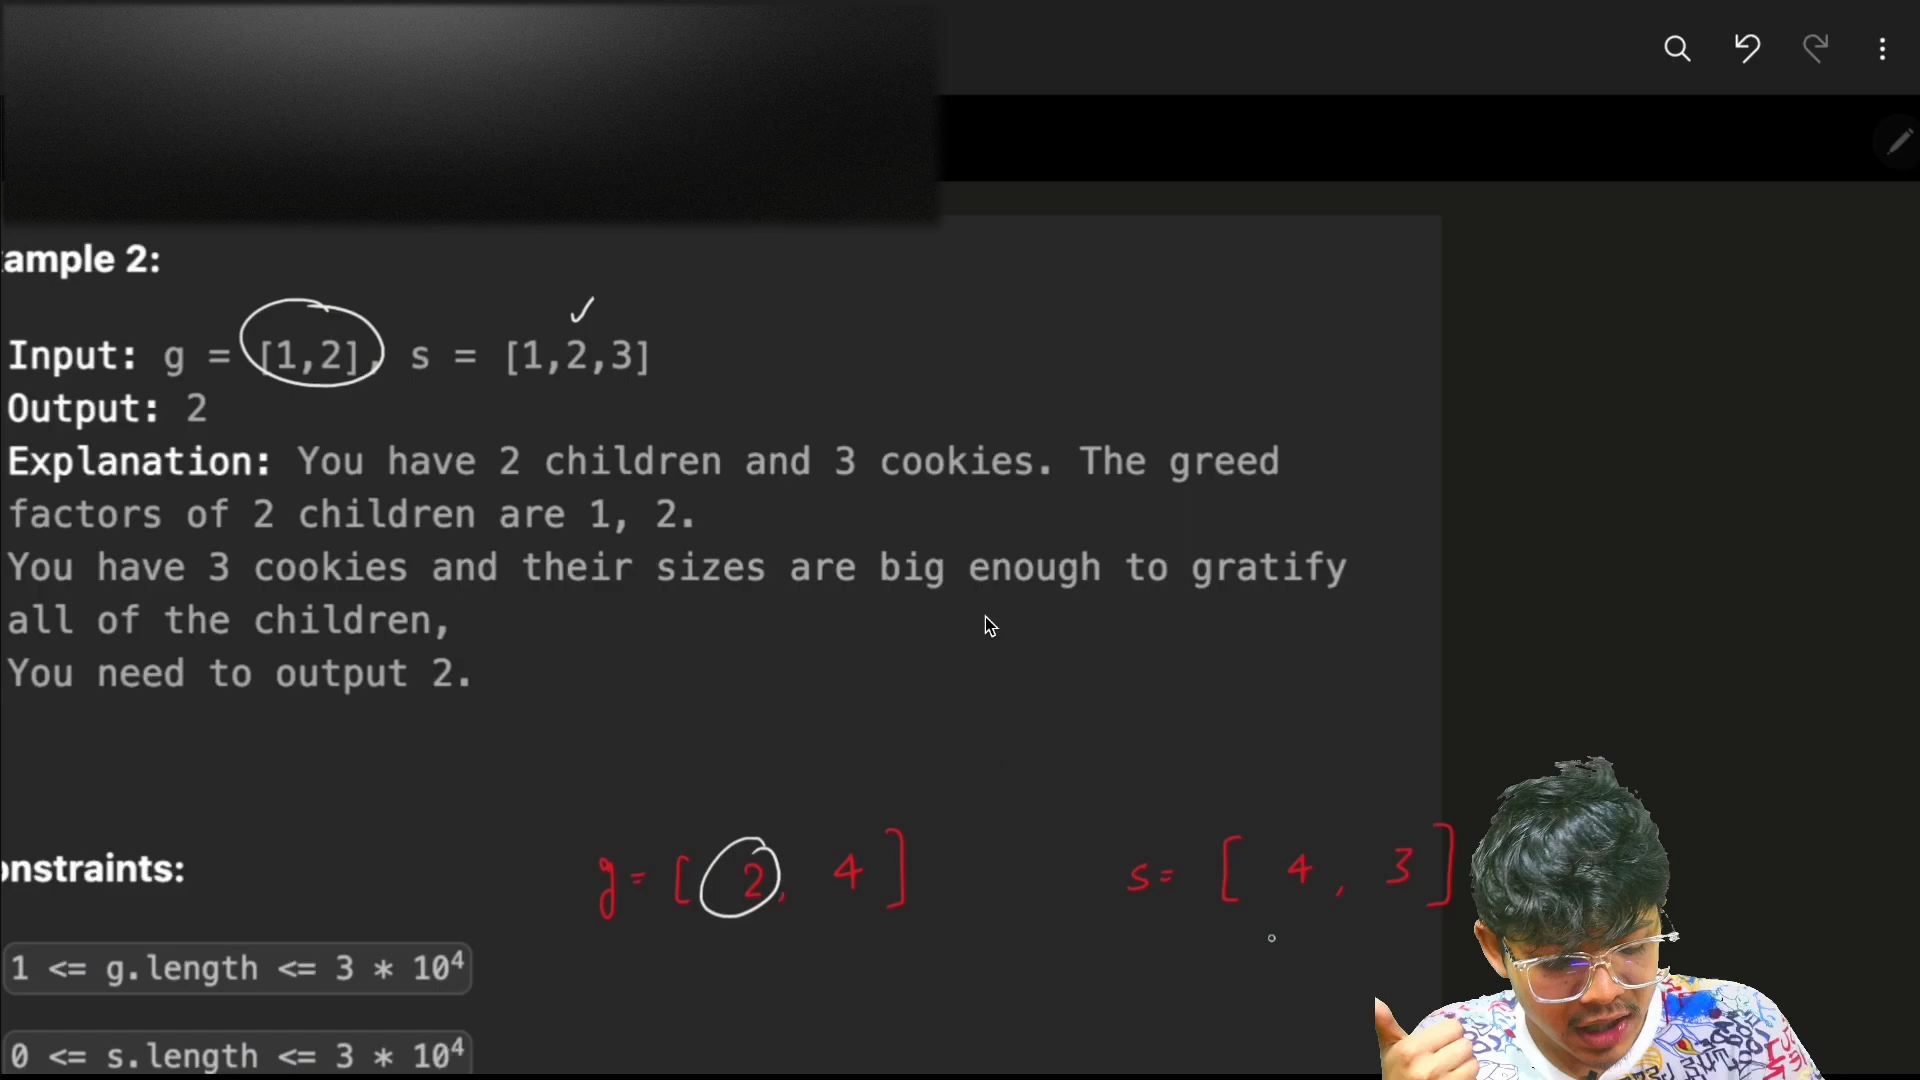 ample 2:
Input: g = [1,2], s = [1,2,3]
Output: 2
Explanation: You have 2 children and 3 cookies. The greed
factors of 2 children are 1, 2.
You have 3 cookies and their sizes are big enough to gratify
all of the children,
You need to output 2.
onstraints:
g = [ 2, 4 ] s = [ 4 , 3 ]
1 <= g.length <= 3 * 10⁴
0 <= s.length <= 3 * 10⁴